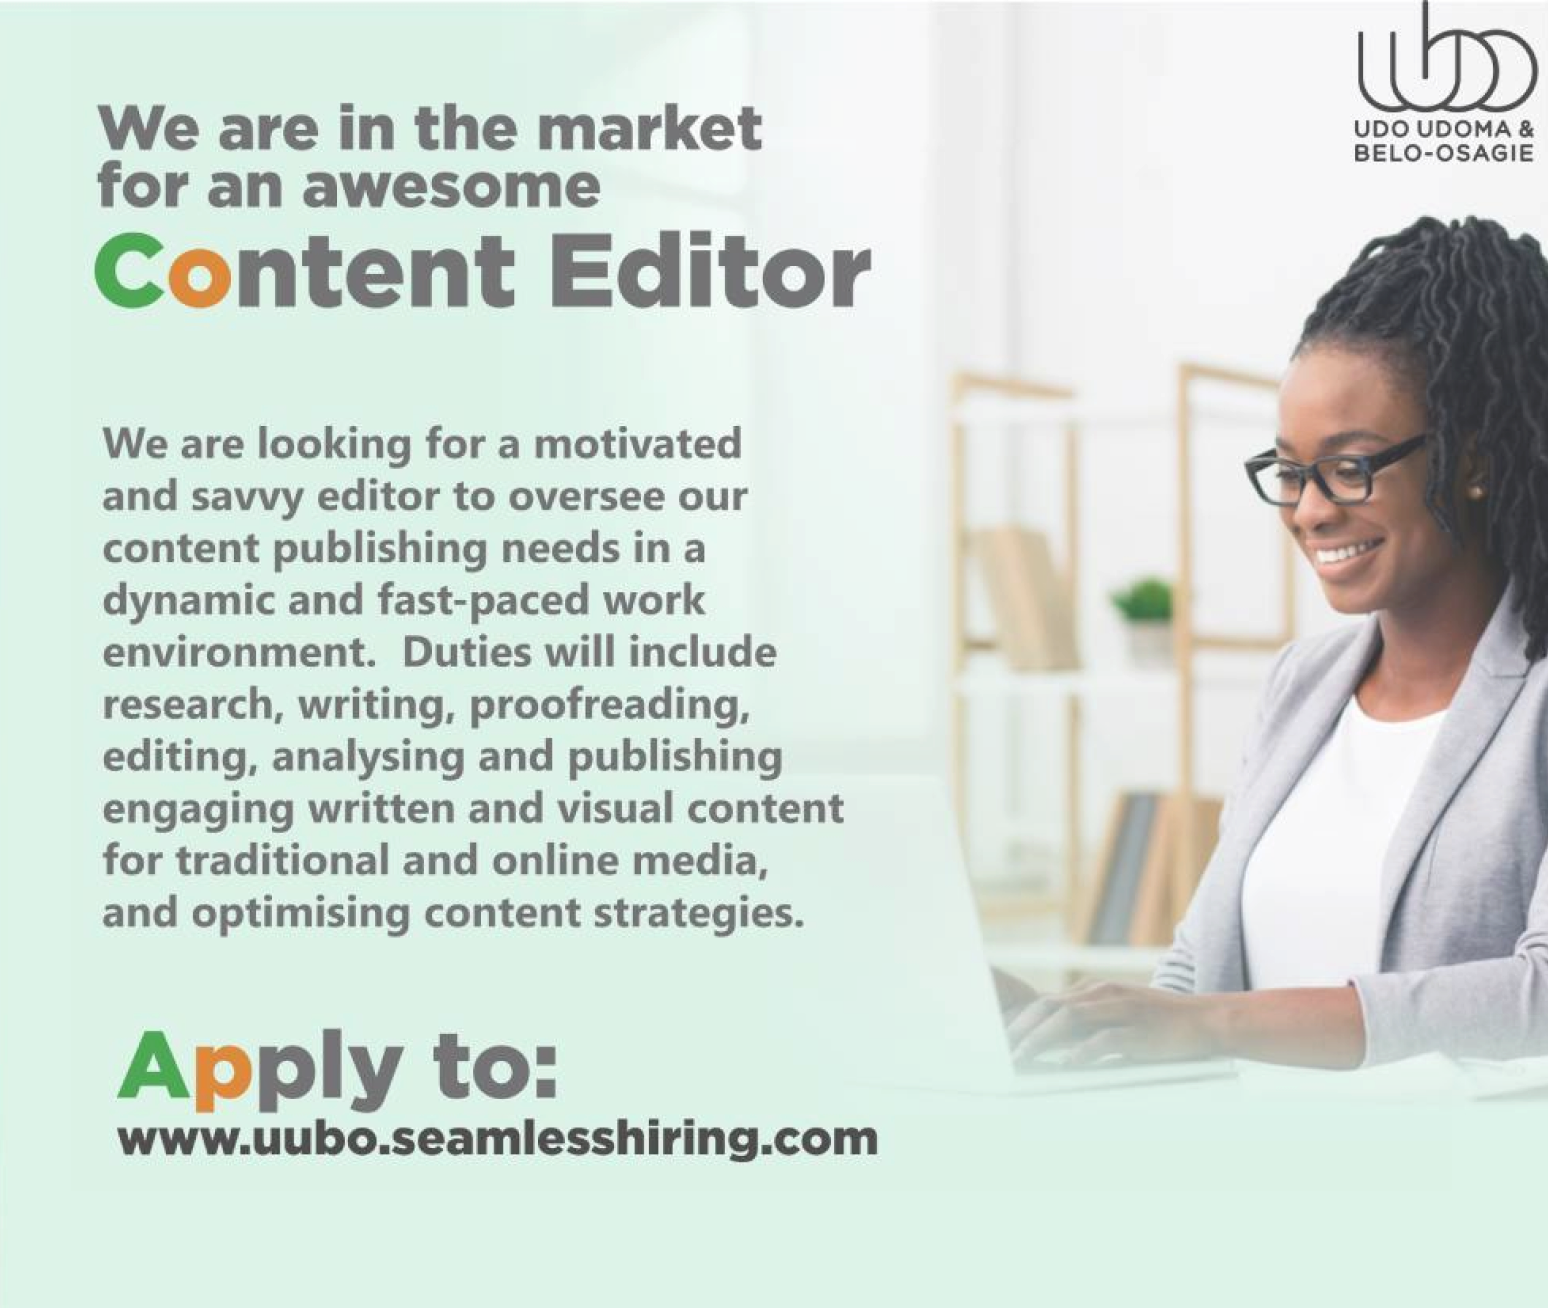 UDO UDOMA &
BELO-OSAGIE
We are in the market
for an awesome
Content Editor
We are looking for a motivated
and savvy editor to oversee our
content publishing needs in a
dynamic and fast-paced work
environment.  Duties will include
research, writing, proofreading,
editing, analysing and publishing
engaging written and visual content
for traditional and online media,
and optimising content strategies.
Apply to:
www.uubo.seamlesshiring.com